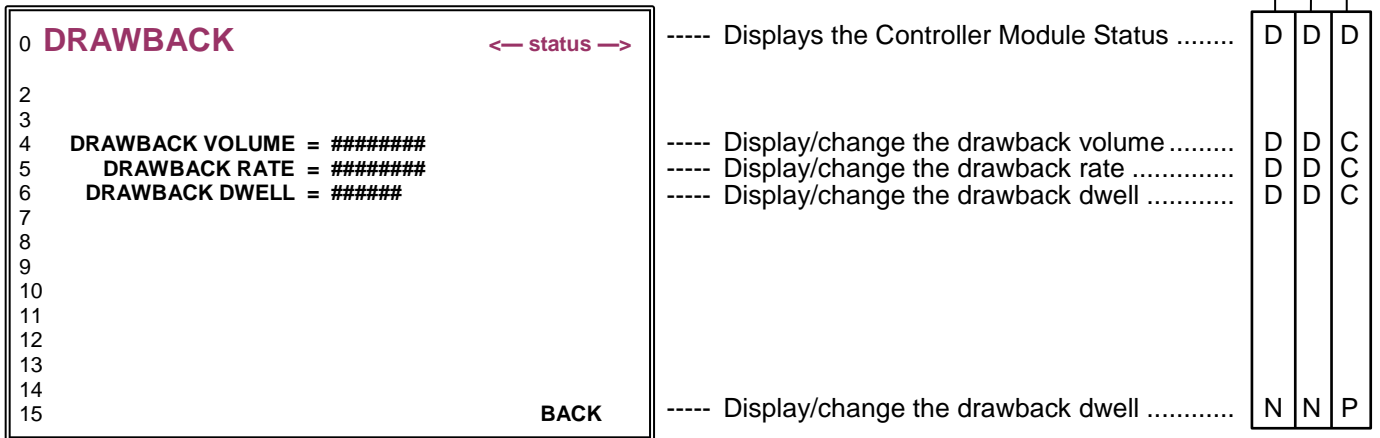 0 DRAWBACK <— status —> ----- Displays the Controller Module Status ........ D D D
2
3
4 DRAWBACK VOLUME = ######## ----- Display/change the drawback volume ......... D D C
5 DRAWBACK RATE = ######## ----- Display/change the drawback rate .............. D D C
6 DRAWBACK DWELL = ###### ----- Display/change the drawback dwell ............ D D C
7
8
9
10
11
12
13
14
15 BACK ----- Display/change the drawback dwell ............ N N P